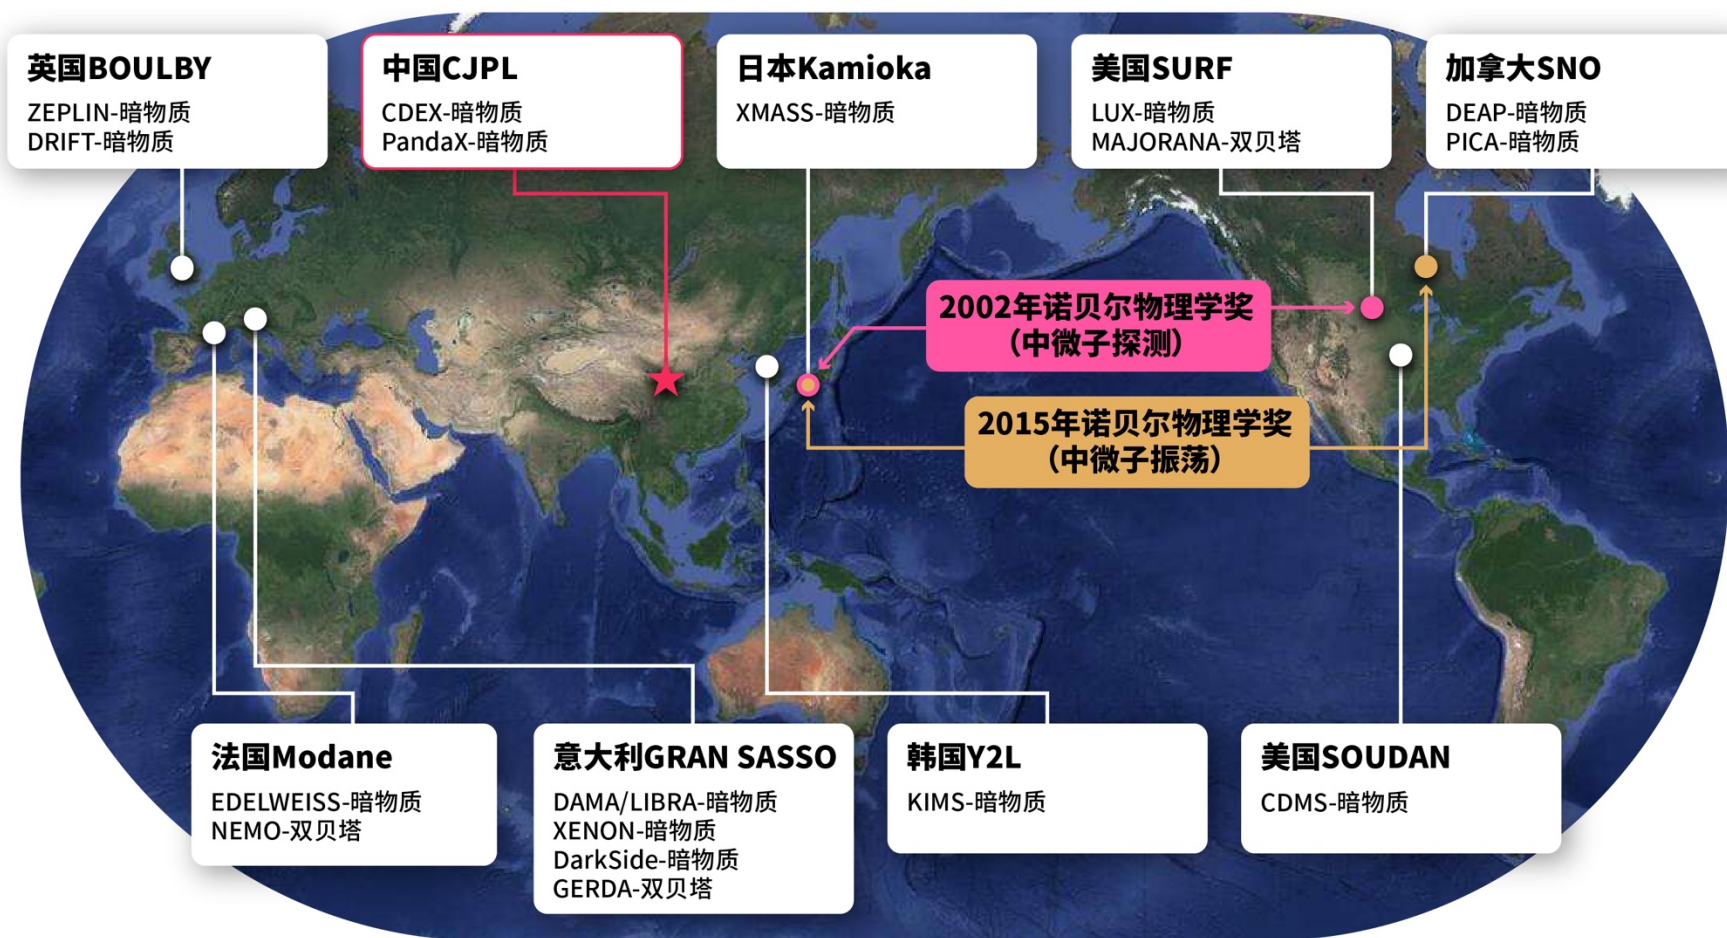 英国BOULBY
ZEPLIN-暗物质
DRIFT-暗物质
中国CJPL
CDEX-暗物质
PandaX-暗物质
日本Kamioka
XMASS-暗物质
美国SURF
LUX-暗物质
MAJORANA-双贝塔
加拿大SNO
DEAP-暗物质
PICA-暗物质
2002年诺贝尔物理学奖
（中微子探测）
2015年诺贝尔物理学奖
（中微子振荡）
法国Modane
EDELWEISS-暗物质
NEMO-双贝塔
意大利GRAN SASSO
DAMA/LIBRA-暗物质
XENON-暗物质
DarkSide-暗物质
GERDA-双贝塔
韩国Y2L
KIMS-暗物质
美国SOUDAN
CDMS-暗物质